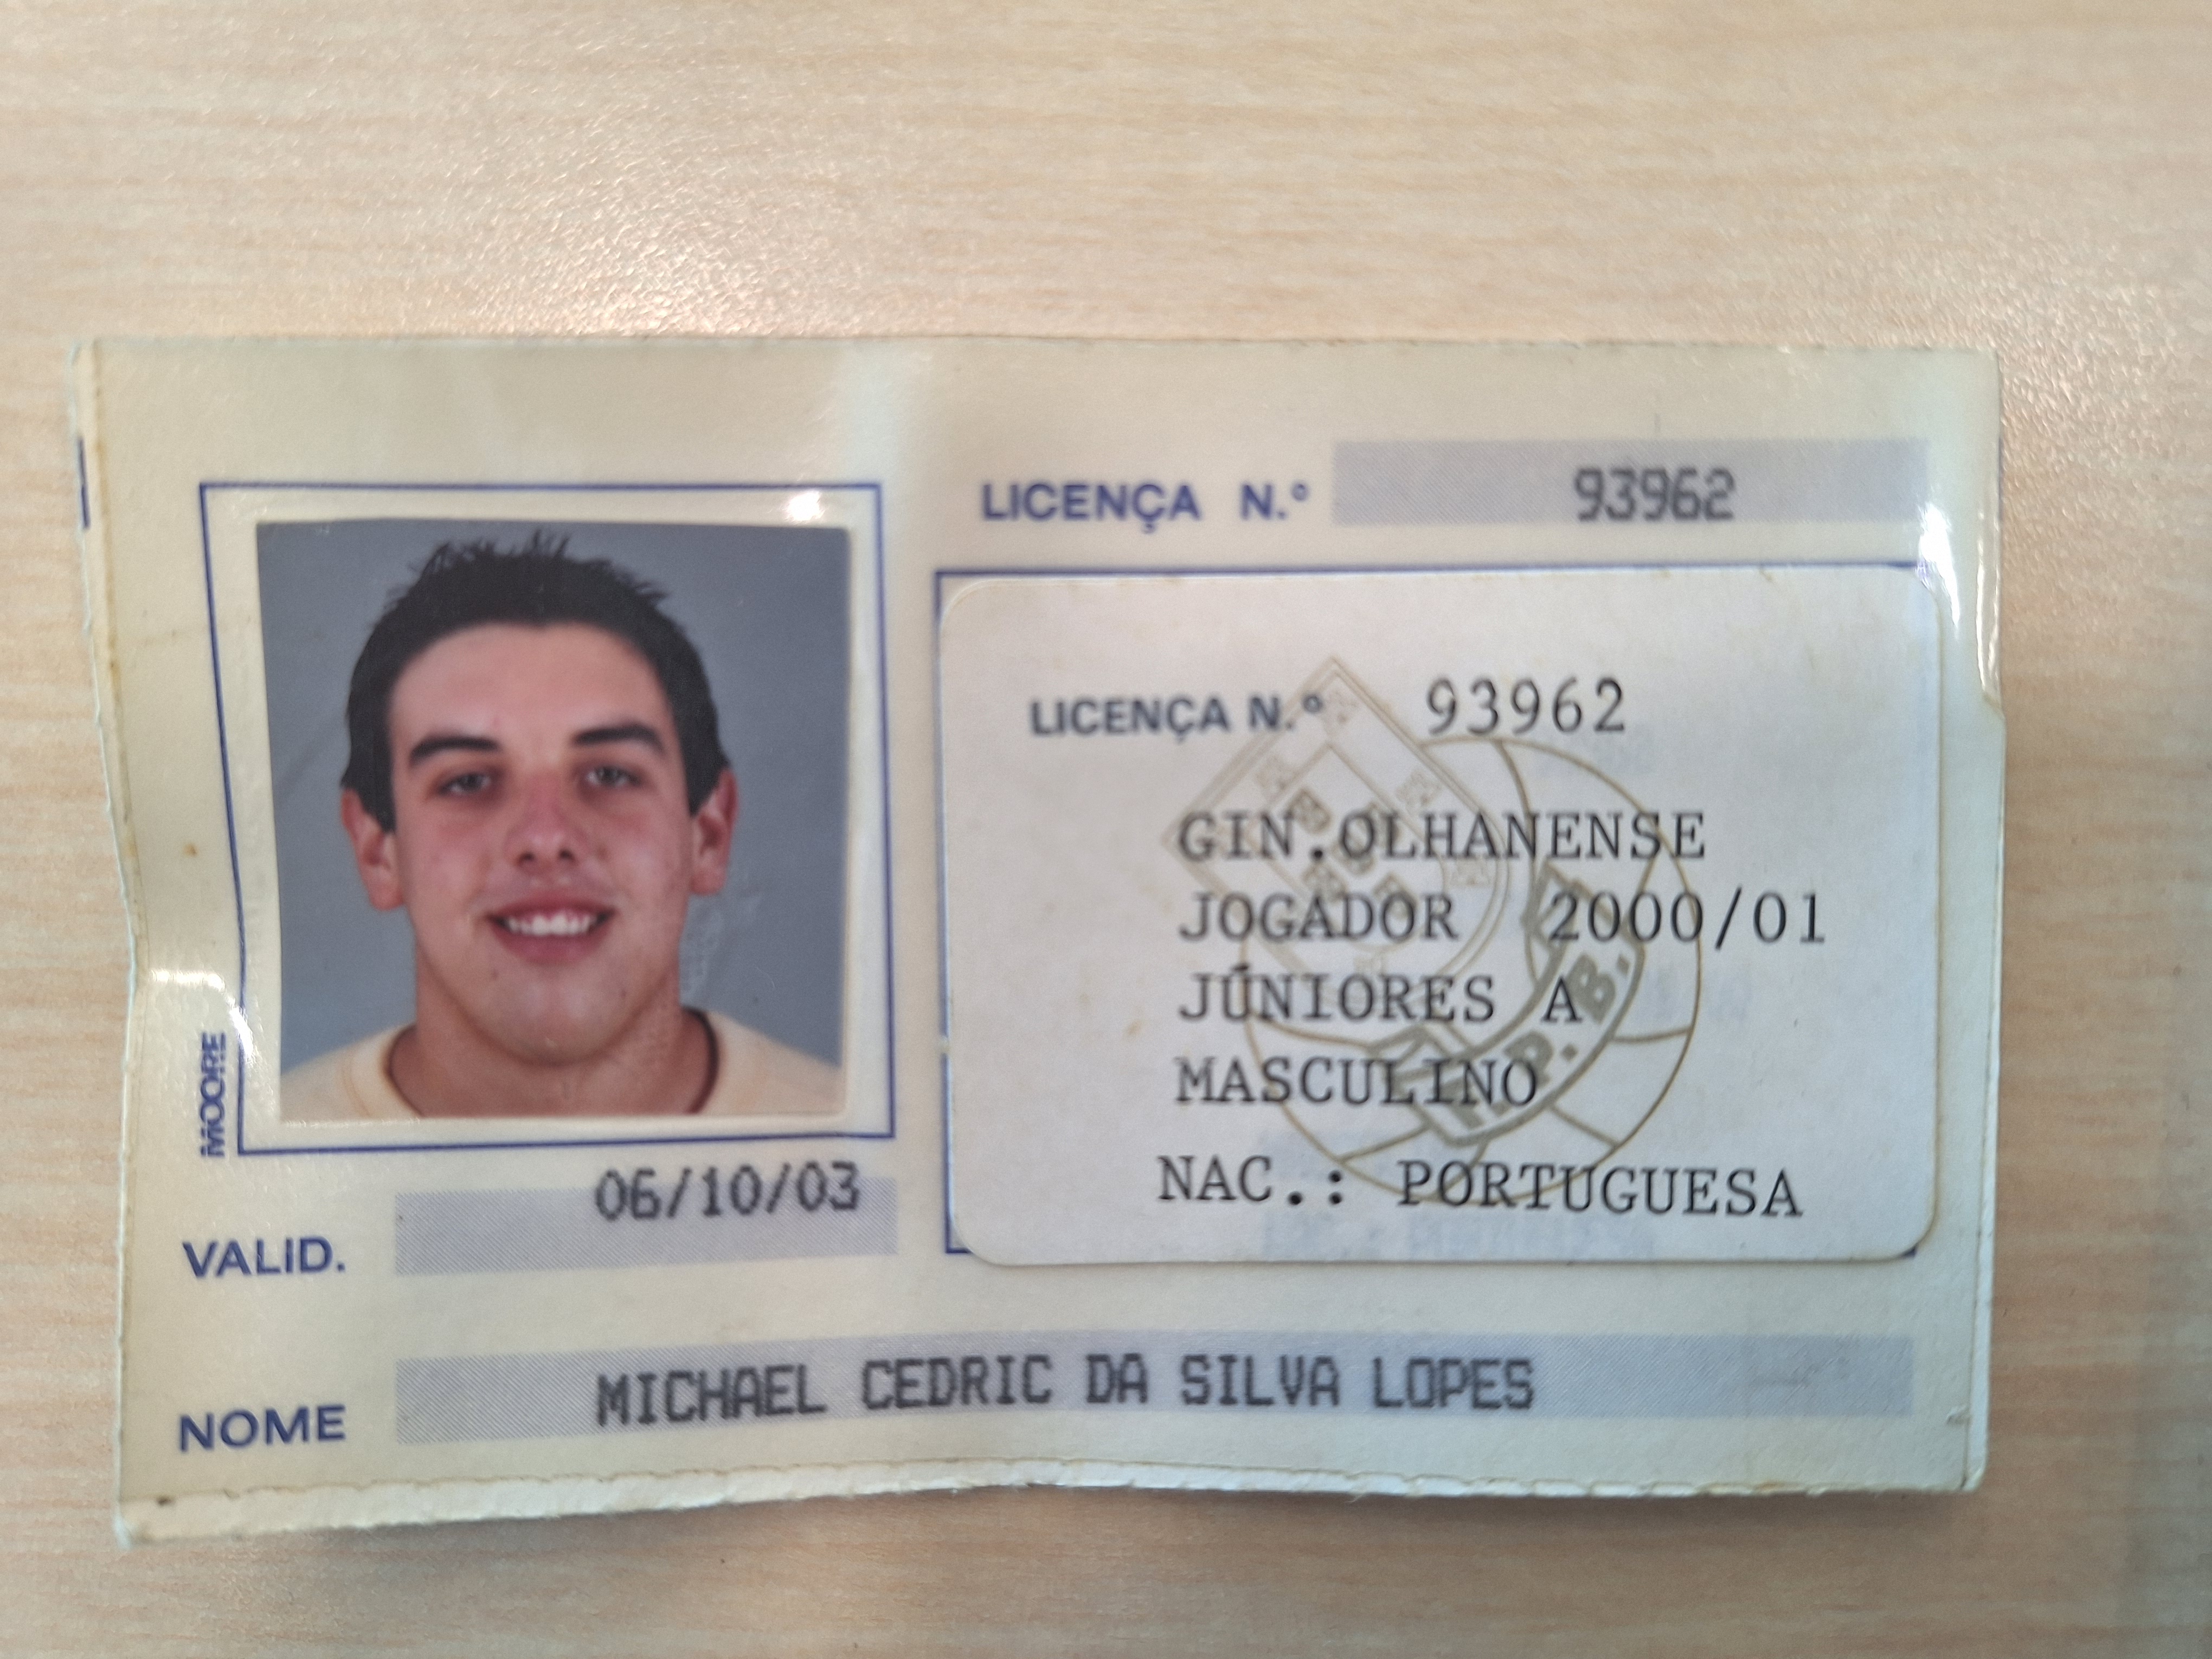 LICENÇA N.º 93962
LICENÇA N.º 93962
GIN.OLHANENSE
JOGADOR 2000/01
JÚNIORES A
MASCULINO
NAC.: PORTUGUESA
F.P.B.
MOORE
VALID. 06/10/03
NOME MICHAEL CEDRIC DA SILVA LOPES